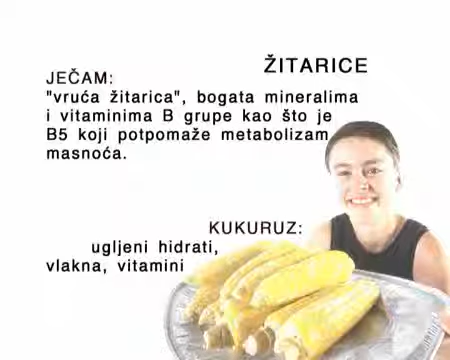 ŽITARICE
JEČAM:
"vruća žitarica", bogata mineralima
i vitaminima B grupe kao što je
B5 koji potpomaže metabolizam
masnoća.
KUKURUZ:
ugljeni hidrati,
vlakna, vitamini